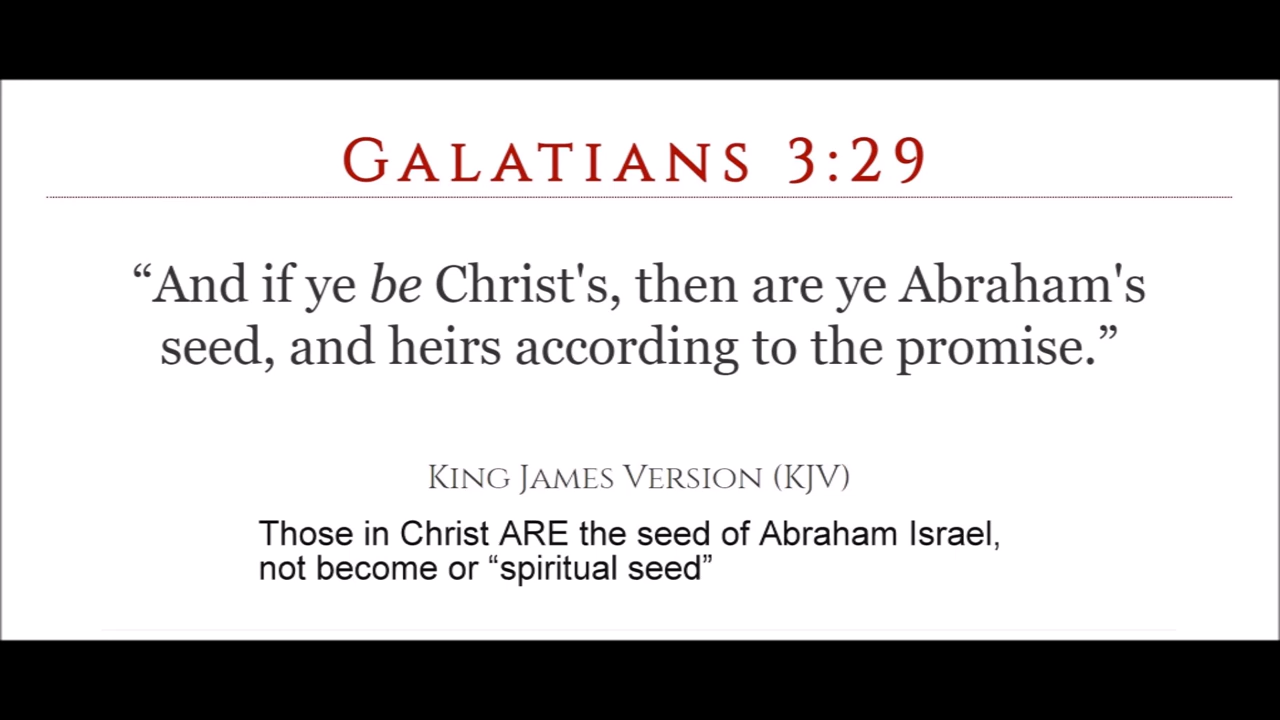 GALATIANS 3:29
“And if ye be Christ's, then are ye Abraham's
seed, and heirs according to the promise.”
KING JAMES VERSION (KJV)
Those in Christ ARE the seed of Abraham Israel,
not become or “spiritual seed”